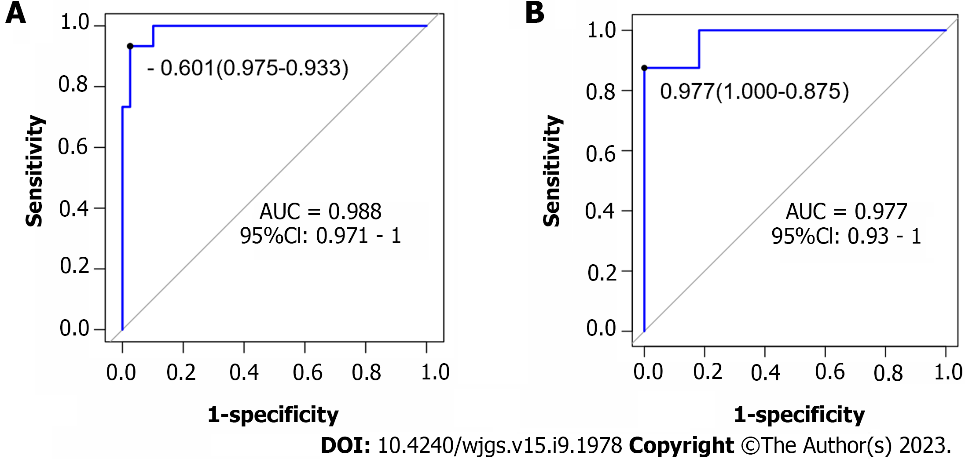 A
1.0
0.8
0.6
0.4
0.2
0.0
Sensitivity
- 0.601(0.975-0.933)
AUC = 0.988
95%CI: 0.971 - 1
0.0 0.2 0.4 0.6 0.8 1.0
1-specificity
B
1.0
0.8
0.6
0.4
0.2
0.0
Sensitivity
0.977(1.000-0.875)
AUC = 0.977
95%CI: 0.93 - 1
0.0 0.2 0.4 0.6 0.8 1.0
1-specificity
DOI: 10.4240/wjgs.v15.i9.1978 Copyright ©The Author(s) 2023.